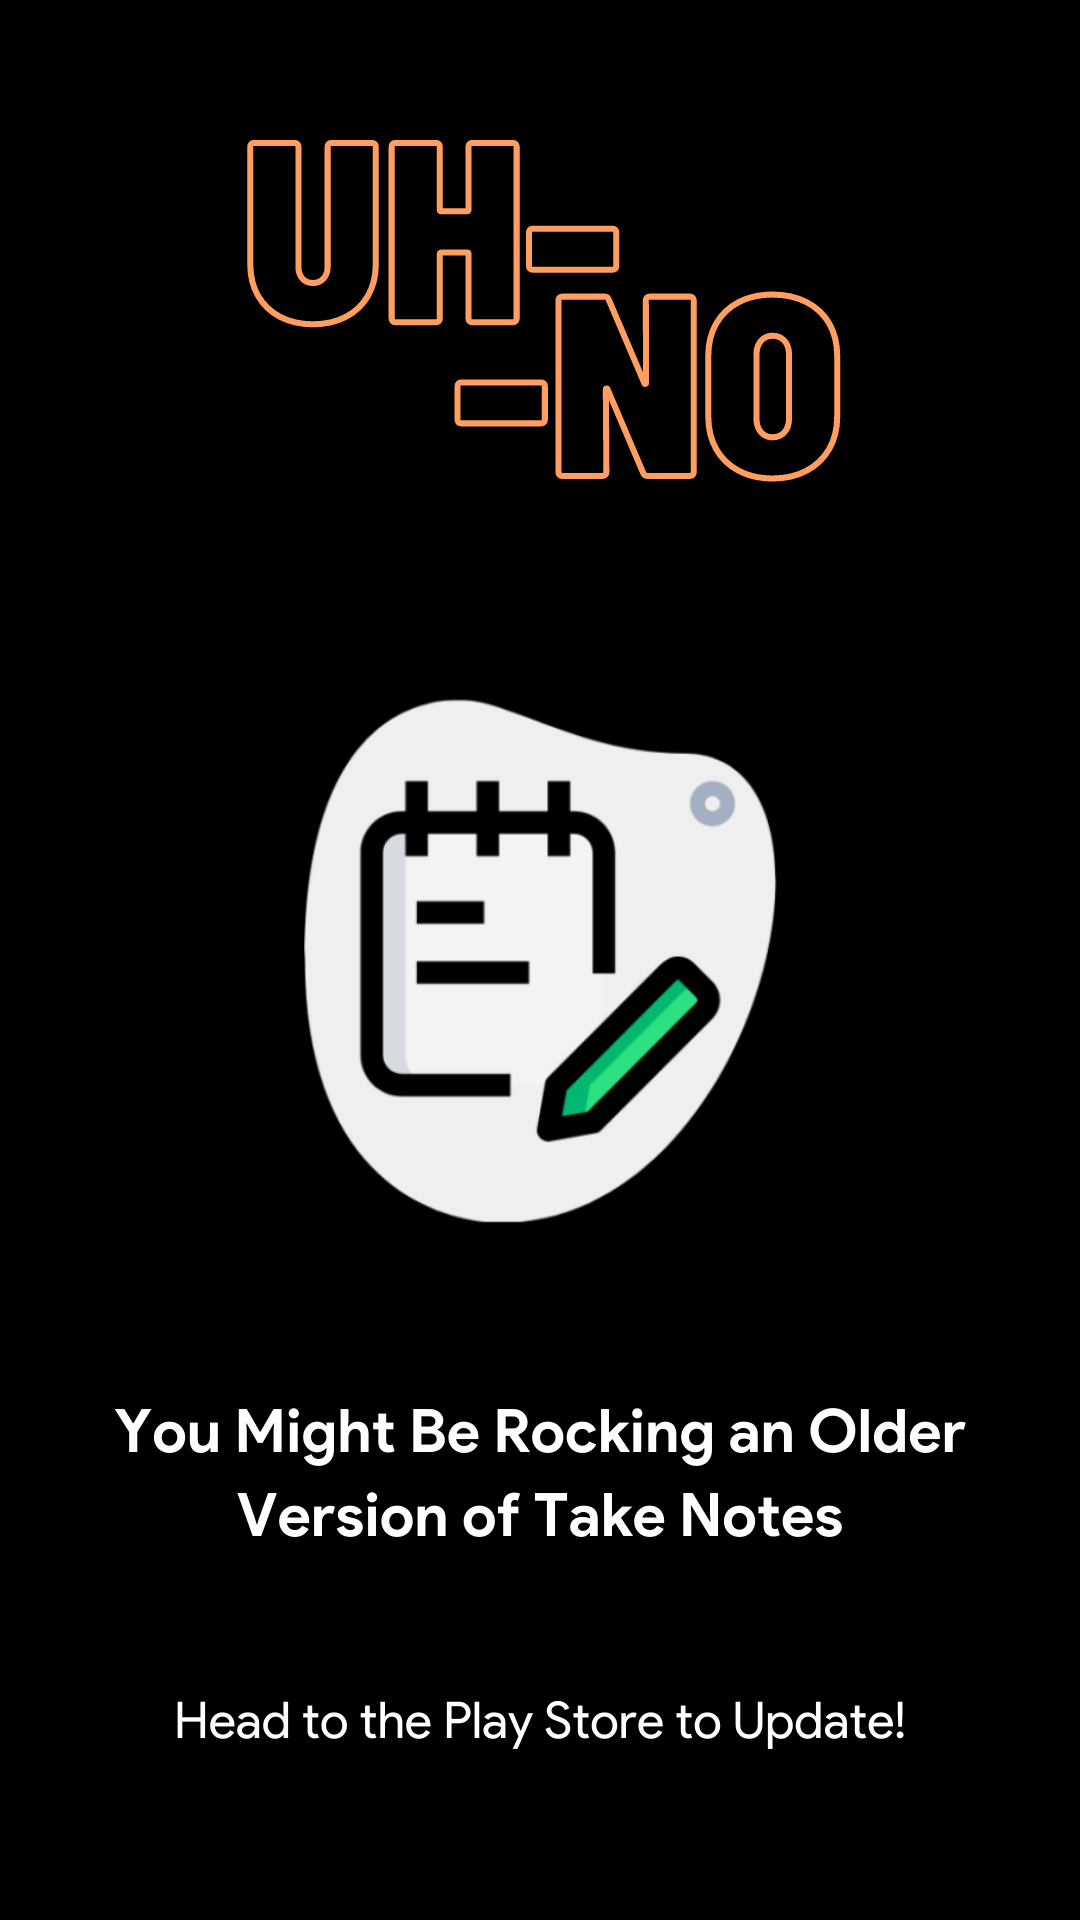 UH-
-NO
You Might Be Rocking an Older
Version of Take Notes
Head to the Play Store to Update!